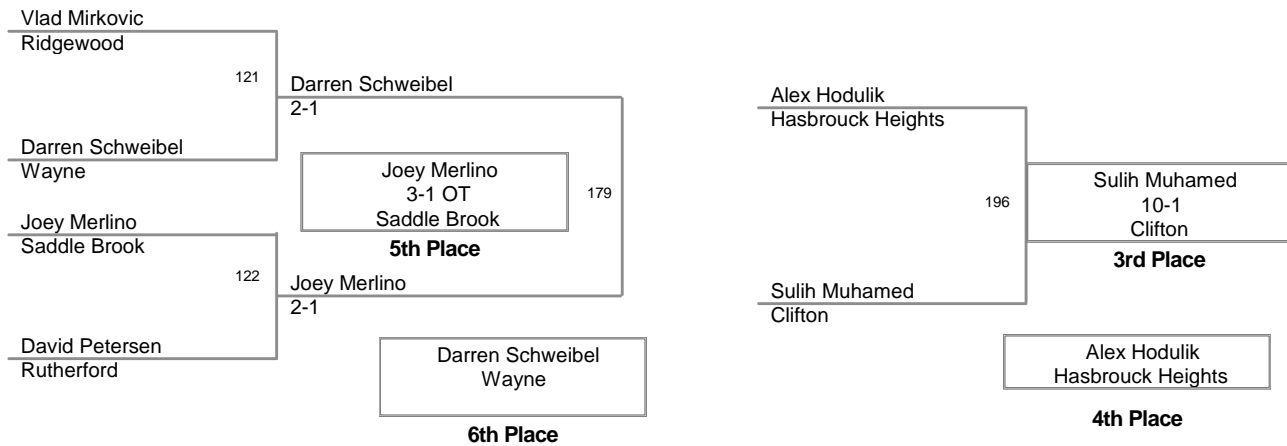 Vlad Mirkovic
Ridgewood
121
Darren Schweibel
2-1
Darren Schweibel
Wayne
Joey Merlino
3-1 OT
Saddle Brook
5th Place
179
Joey Merlino
Saddle Brook
122
Joey Merlino
2-1
David Petersen
Rutherford
Darren Schweibel
Wayne
6th Place
Alex Hodulik
Hasbrouck Heights
196
Sulih Muhamed
10-1
Clifton
3rd Place
Sulih Muhamed
Clifton
Alex Hodulik
Hasbrouck Heights
4th Place